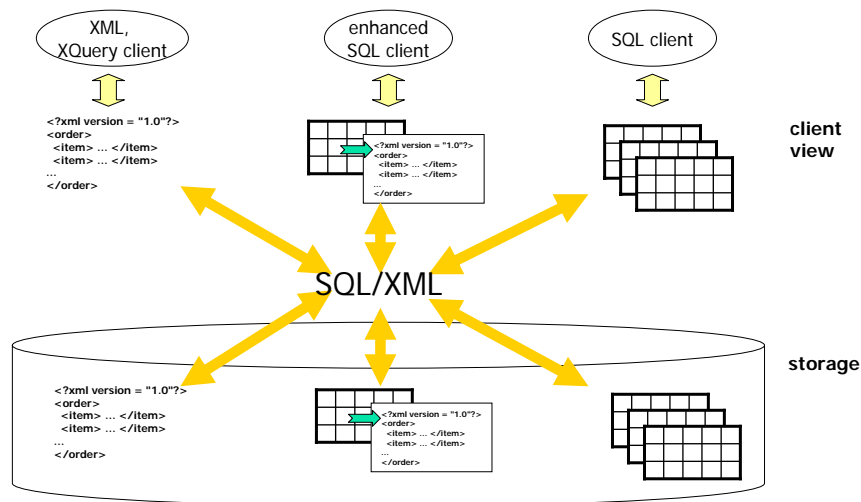 XML,
XQuery client
enhanced
SQL client
SQL client
<?xml version = "1.0"?>
<order>
<item> ... </item>
<item> ... </item>
...
</order>
<?xml version = "1.0"?>
<order>
<item> ... </item>
<item> ... </item>
...
</order>
client
view
SQL/XML
storage
<?xml version = "1.0"?>
<order>
<item> ... </item>
<item> ... </item>
...
</order>
<?xml version = "1.0"?>
<order>
<item> ... </item>
<item> ... </item>
...
</order>